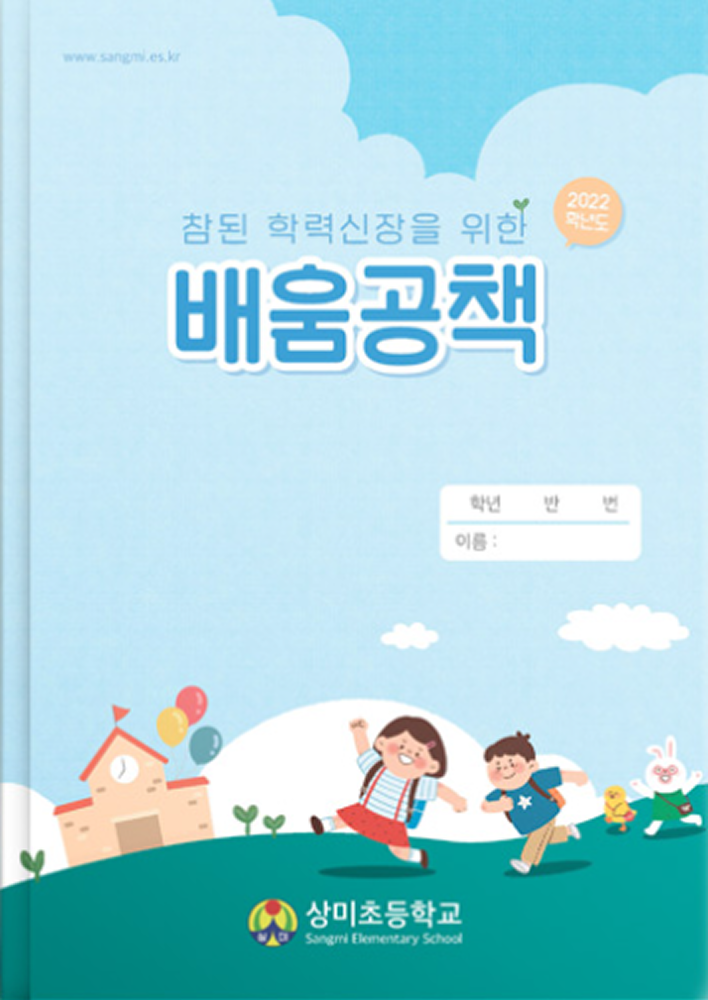 www.sangmi.es.kr
참된 학력신장을 위한
2022
학년도
배움공책
학년 반 번
이름 :
상미초등학교
Sangmi Elementary School